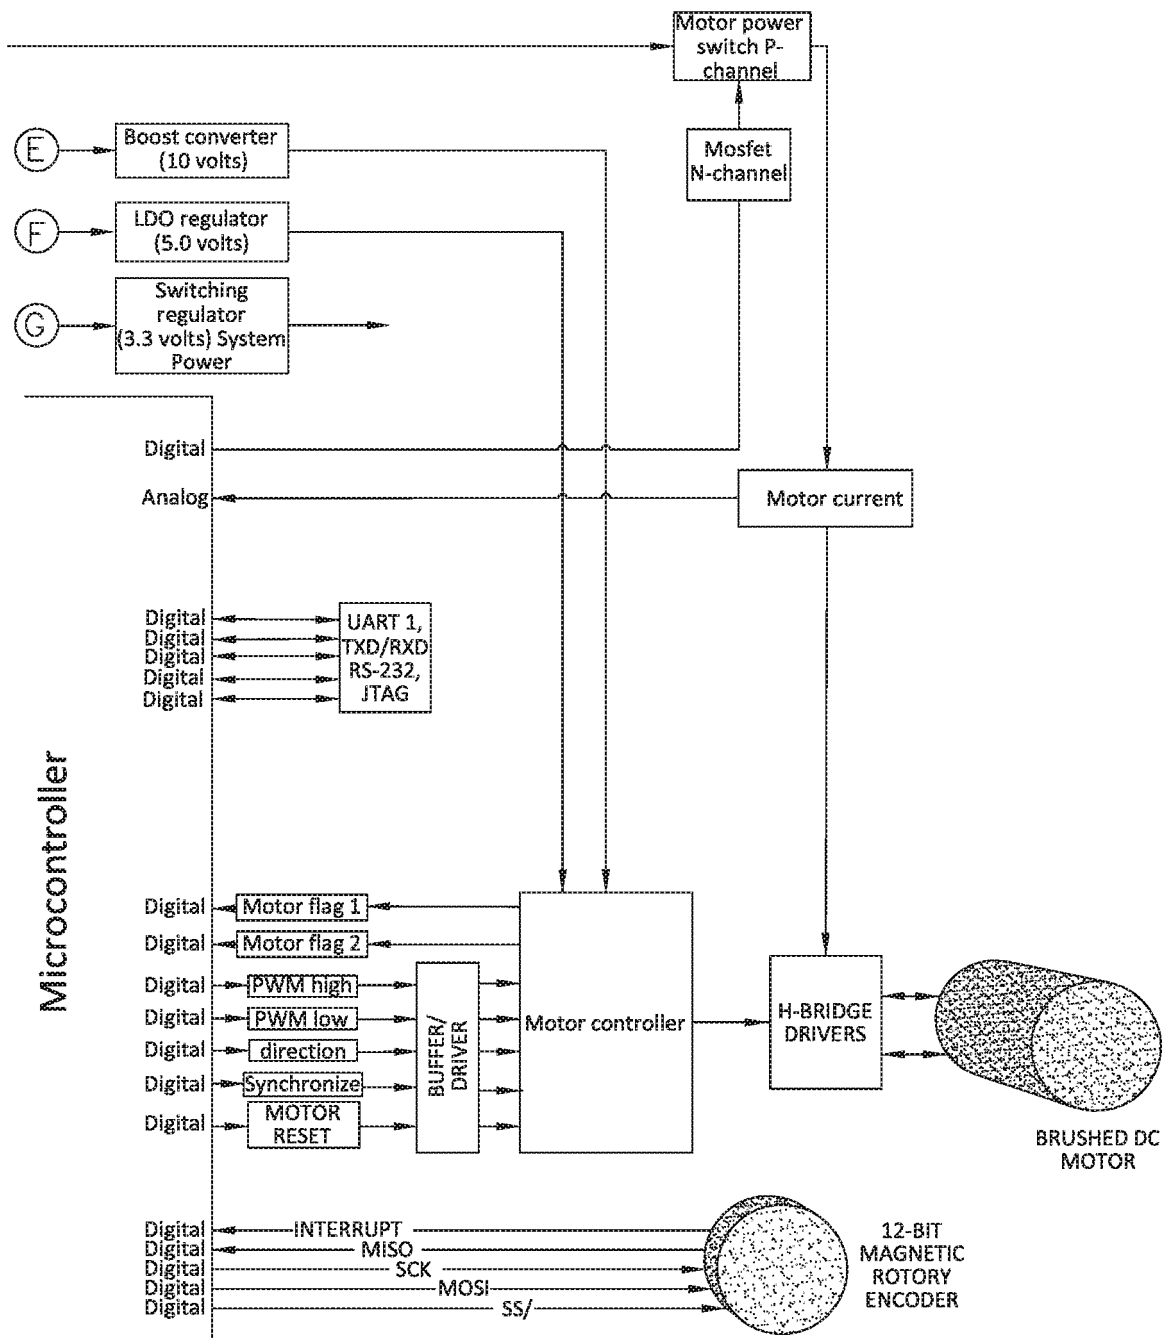 Motor power
switch P-
channel
E
Boost converter
(10 volts)
Mosfet
N-channel
F
LDO regulator
(5.0 volts)
G
Switching
regulator
(3.3 volts) System
Power
Digital
Analog
Motor current
Digital
Digital
Digital
Digital
Digital
UART 1,
TXD/RXD
RS-232,
JTAG
Microcontroller
Digital
Motor flag 1
Digital
Motor flag 2
Digital
PWM high
Digital
PWM low
Digital
direction
Digital
Synchronize
Digital
MOTOR
RESET
BUFFER/
DRIVER
Motor controller
H-BRIDGE
DRIVERS
BRUSHED DC
MOTOR
Digital
INTERRUPT
Digital
MISO
Digital
SCK
Digital
MOSI
Digital
SS/
12-BIT
MAGNETIC
ROTORY
ENCODER